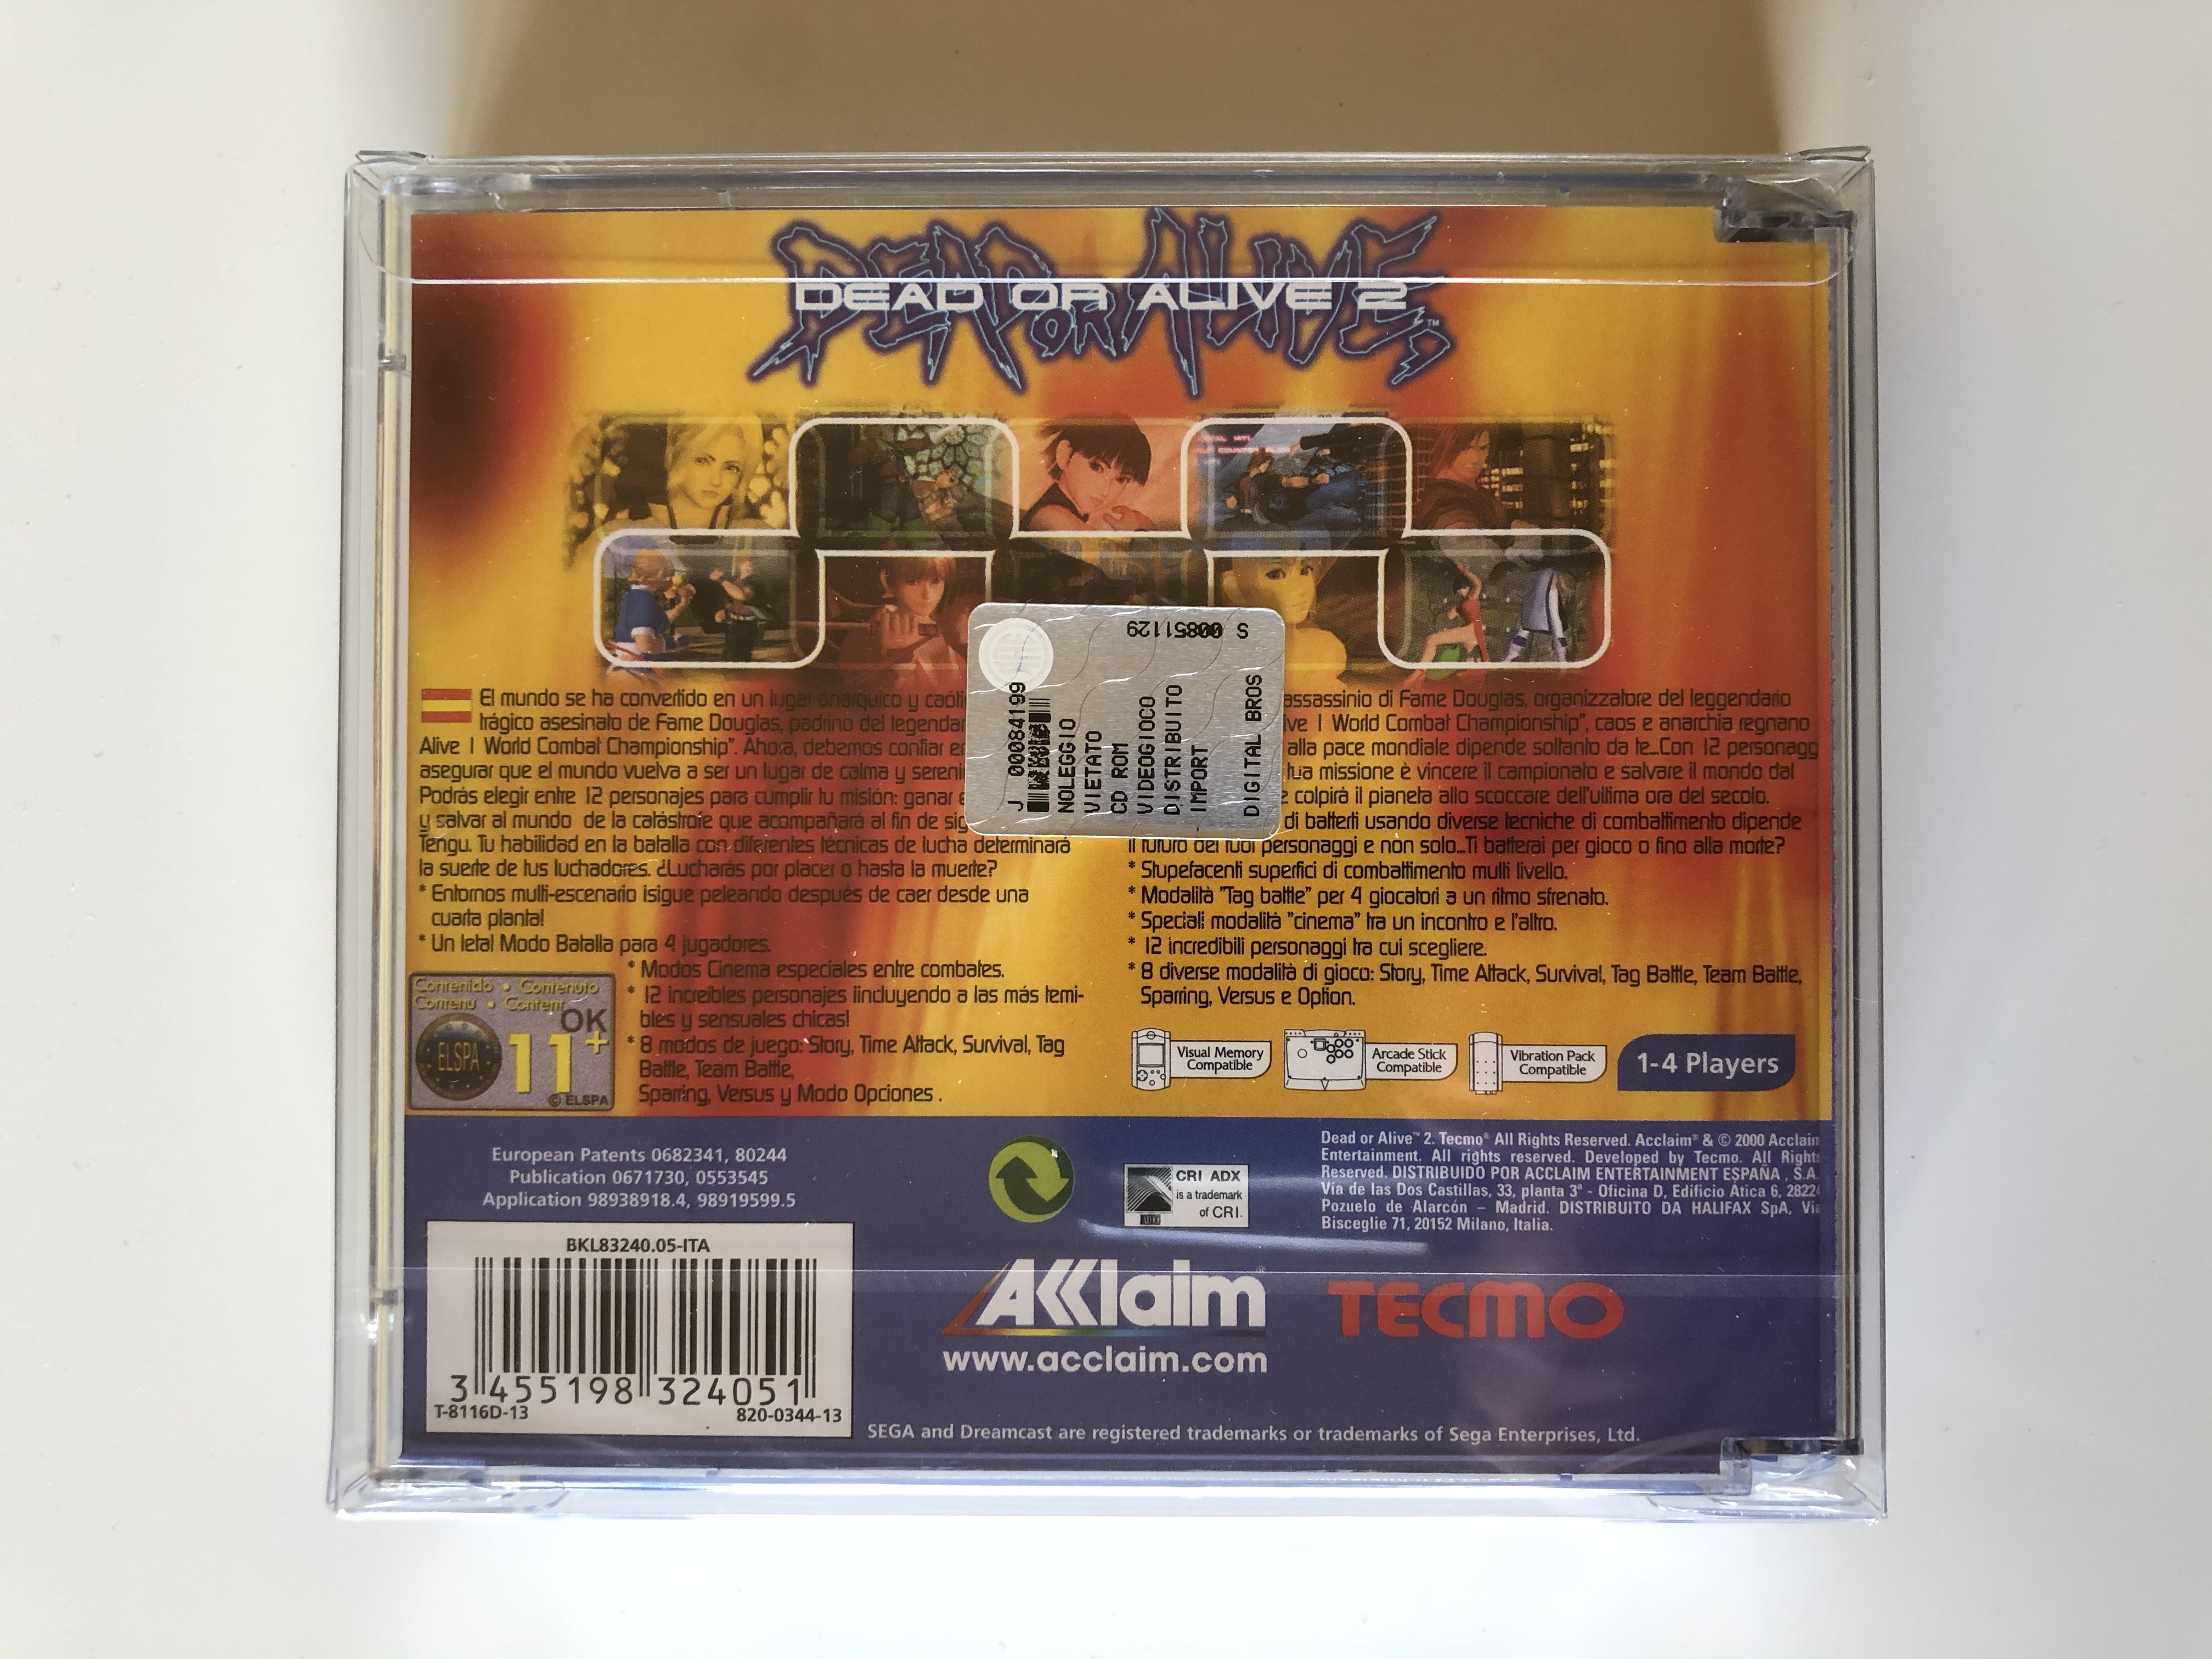 DEAD OR ALIVE
DEAD OR ALIVE 2
™
El mundo se ha convertido en un lugar anárquico y caóti
trágico asesinato de Fame Douglas, padrino del legendar
Alive 1 World Combat Championship". Ahora, debemos confiar en
asegurar que el mundo vuelva a ser un lugar de calma y sereni
Podrás elegir entre 12 personajes para cumplir tu misión: ganar e
y salvar al mundo de la catástrofe que acompañará al fin de sig
Tengu. Tu habilidad en la batalla con diferentes técnicas de lucha determinará
la suerte de tus luchadores. ¿Lucharás por placer o hasta la muerte?
* Entornos multi-escenario ¡sigue peleando después de caer desde una
cuarta planta!
* Un letal Modo Batalla para 4 jugadores.
* Modos Cinema especiales entre combates.
* 12 increíbles personajes ¡incluyendo a las más temi-
bles y sensuales chicas!
* 8 modos de juego: Story, Time Attack, Survival, Tag
Battle, Team Battle,
Sparring, Versus y Modo Opciones .
S 00851129
J 00084199
NOLEGGIO
VIETATO
CD ROM
VIDEOGIOCO
DISTRIBUITO
IMPORT
DIGITAL BROS
assassinio di Fame Douglas, organizzatore del leggendario
ive 1 World Combat Championship", caos e anarchia regnano
alla pace mondiale dipende soltanto da te...Con 12 personagg
tua missione è vincere il campionato e salvare il mondo dal
colpirà il pianeta allo scoccare dell'ultima ora del secolo.
di batterti usando diverse tecniche di combattimento dipende
il futuro dei tuoi personaggi e non solo...Ti batterai per gioco o fino alla morte?
* Stupefacenti superfici di combattimento multi livello.
* Modalità "Tag battle" per 4 giocatori a un ritmo sfrenato.
* Speciali modalità "cinema" tra un incontro e l'altro.
* 12 incredibili personaggi tra cui scegliere.
* 8 diverse modalità di gioco: Story, Time Attack, Survival, Tag Battle, Team Battle,
Sparring, Versus e Option.
Contenido • Contenuto
Contenu • Content
OK
ELSPA
11+
© ELSPA
Visual Memory
Compatible
Arcade Stick
Compatible
Vibration Pack
Compatible
1-4 Players
European Patents 0682341, 80244
Publication 0671730, 0553545
Application 98938918.4, 98919599.5
CRI ADX
is a trademark
of CRI.
Dead or Alive™ 2. Tecmo® All Rights Reserved. Acclaim® & © 2000 Acclaim
Entertainment. All rights reserved. Developed by Tecmo. All Rights
Reserved. DISTRIBUIDO POR ACCLAIM ENTERTAINMENT ESPAÑA , S.A.
Vía de las Dos Castillas, 33, planta 3ª - Oficina D, Edificio Ática 6, 28224
Pozuelo de Alarcón – Madrid. DISTRIBUITO DA HALIFAX SpA, Via
Bisceglie 71, 20152 Milano, Italia.
BKL83240.05-ITA
3 455198 324051
T-8116D-13
820-0344-13
AKKlaim
www.acclaim.com
TECMO
SEGA and Dreamcast are registered trademarks or trademarks of Sega Enterprises, Ltd.